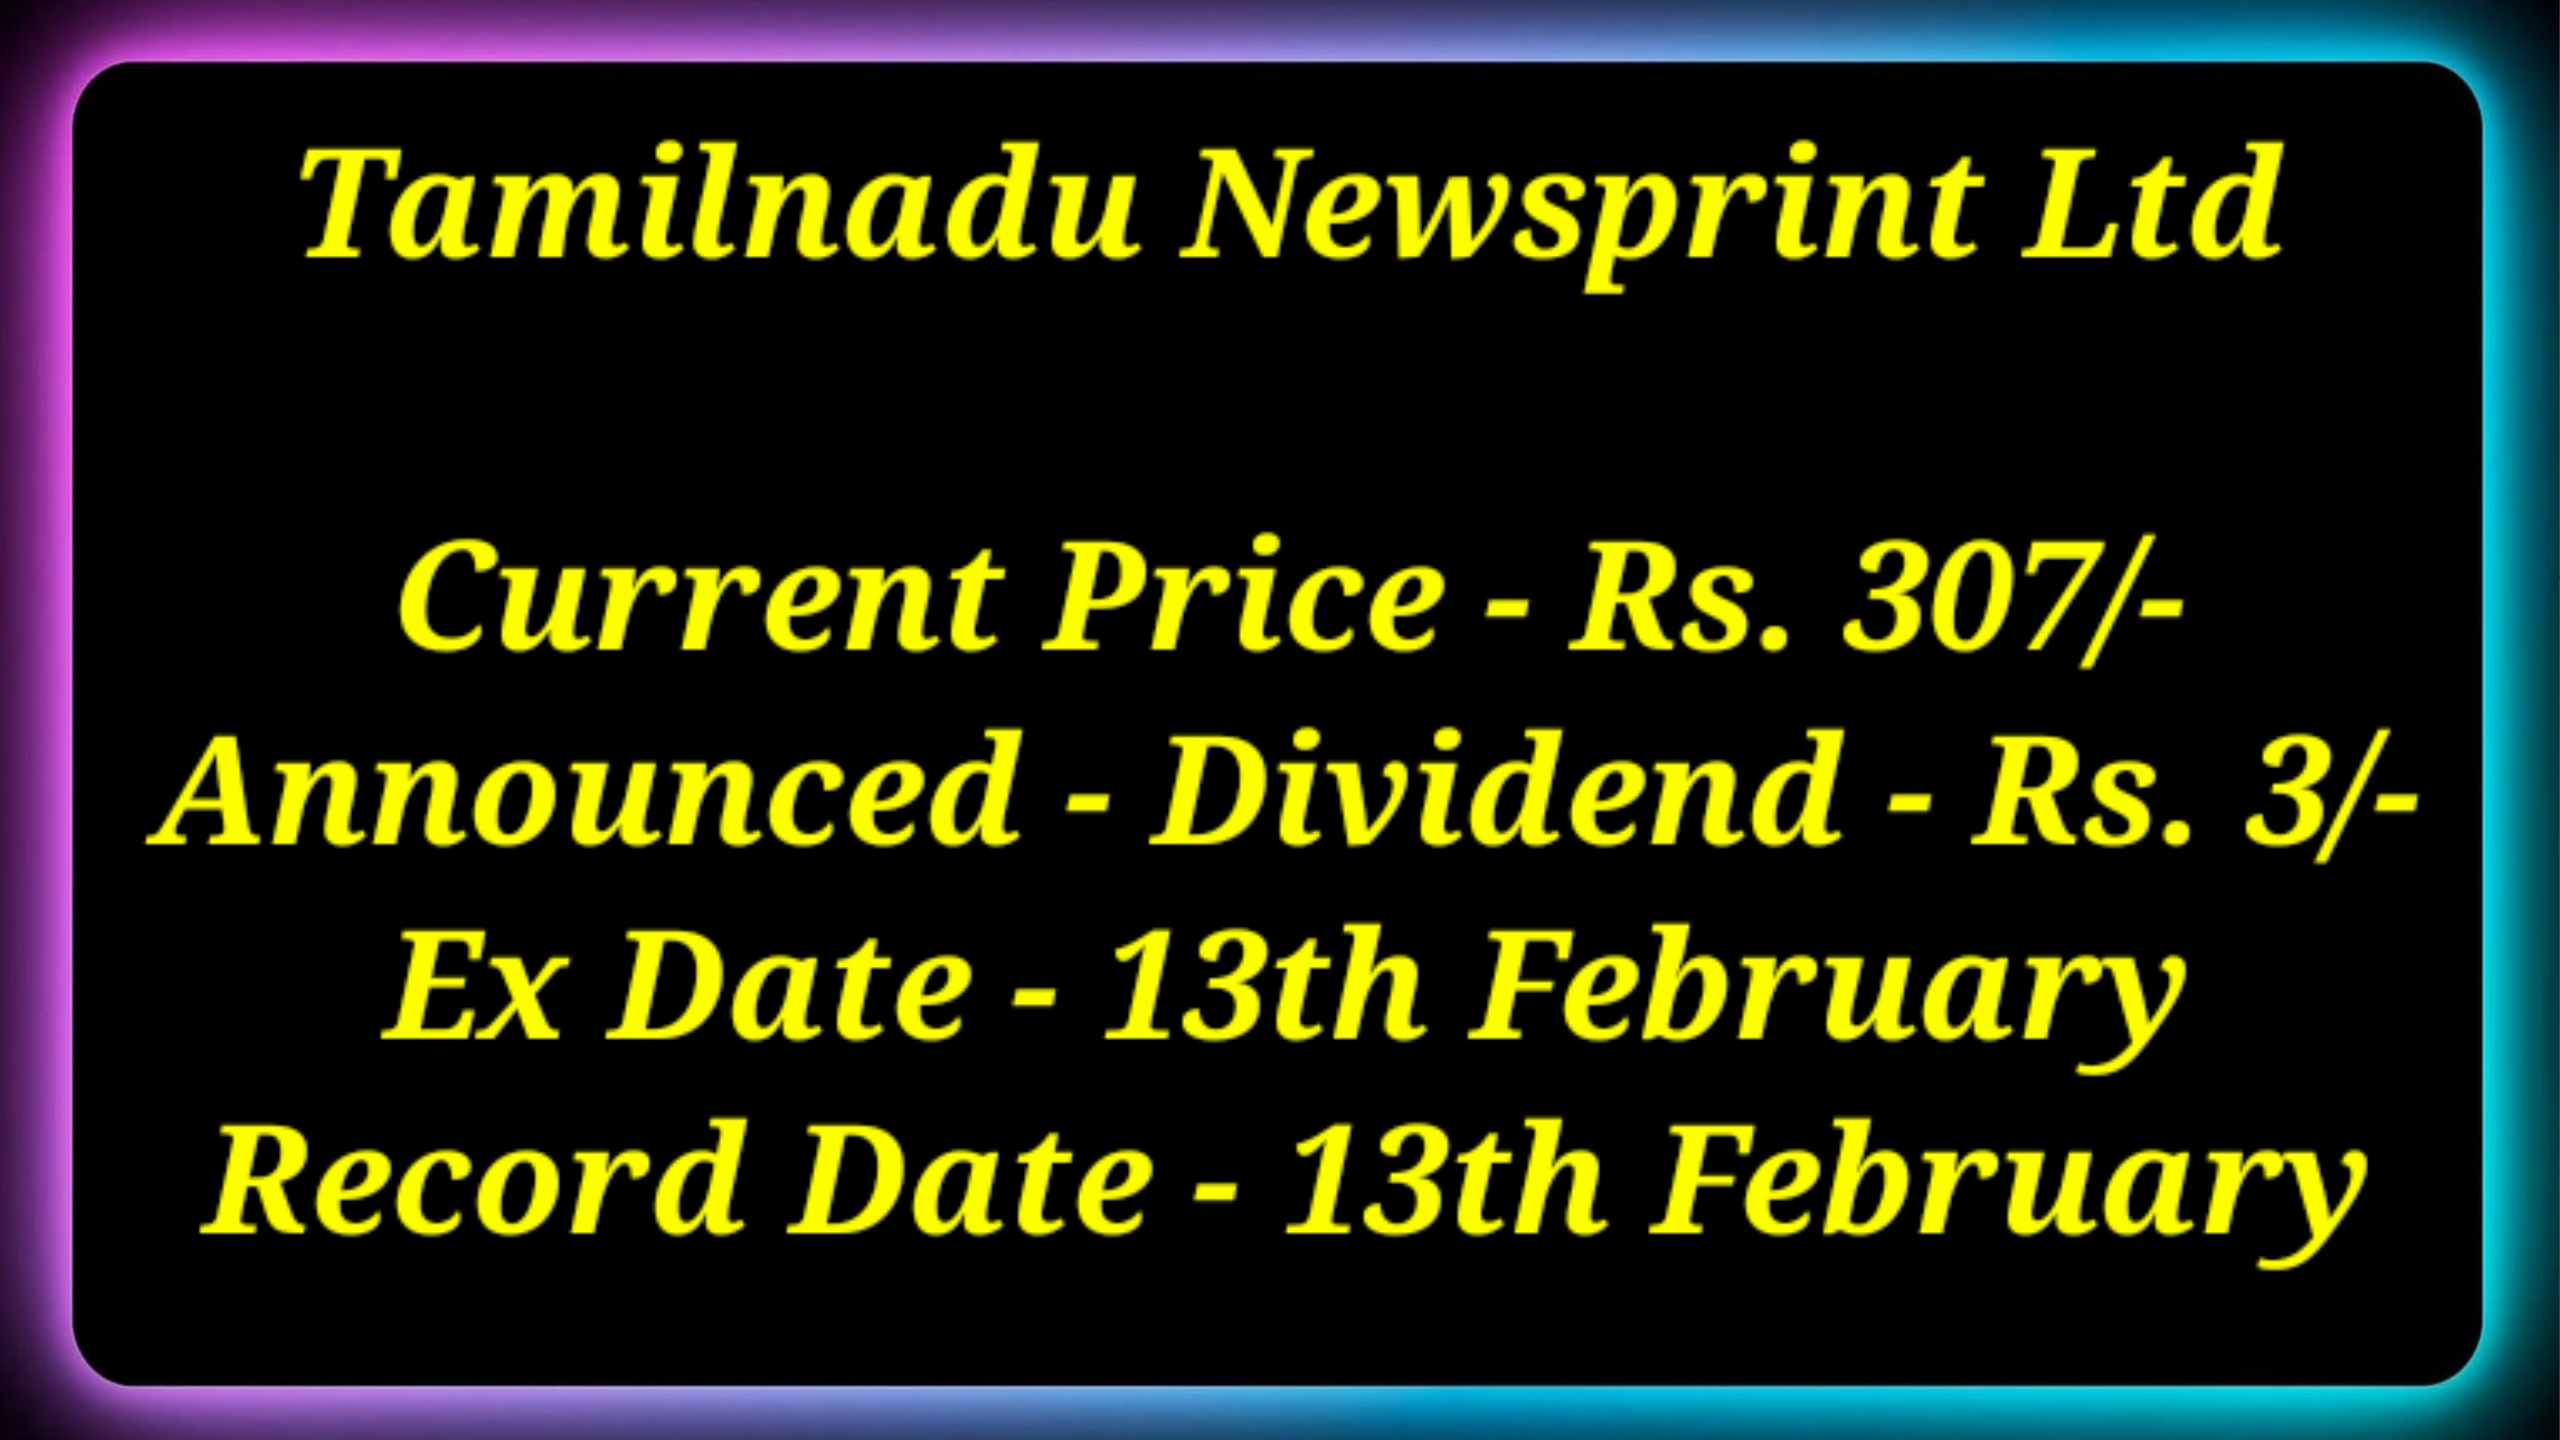 Tamilnadu Newsprint Ltd
Current Price - Rs. 307/-
Announced - Dividend - Rs. 3/-
Ex Date - 13th February
Record Date - 13th February